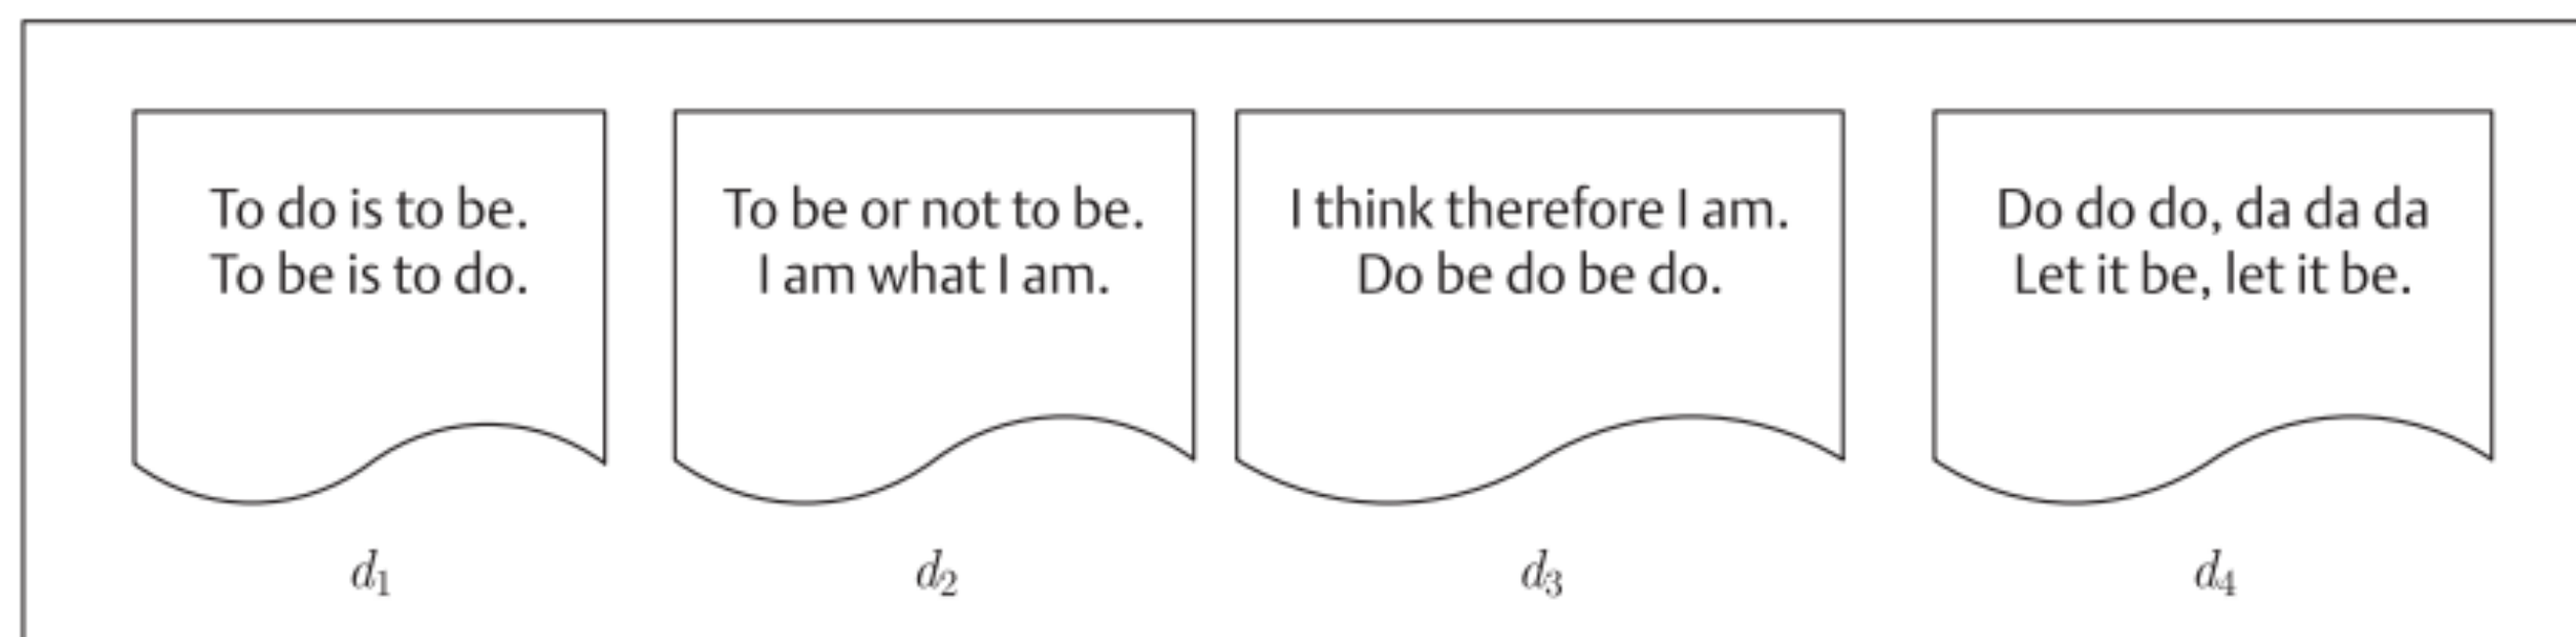 To do is to be.
To be is to do.
d1
To be or not to be.
I am what I am.
d2
I think therefore I am.
Do be do be do.
d3
Do do do, da da da
Let it be, let it be.
d4